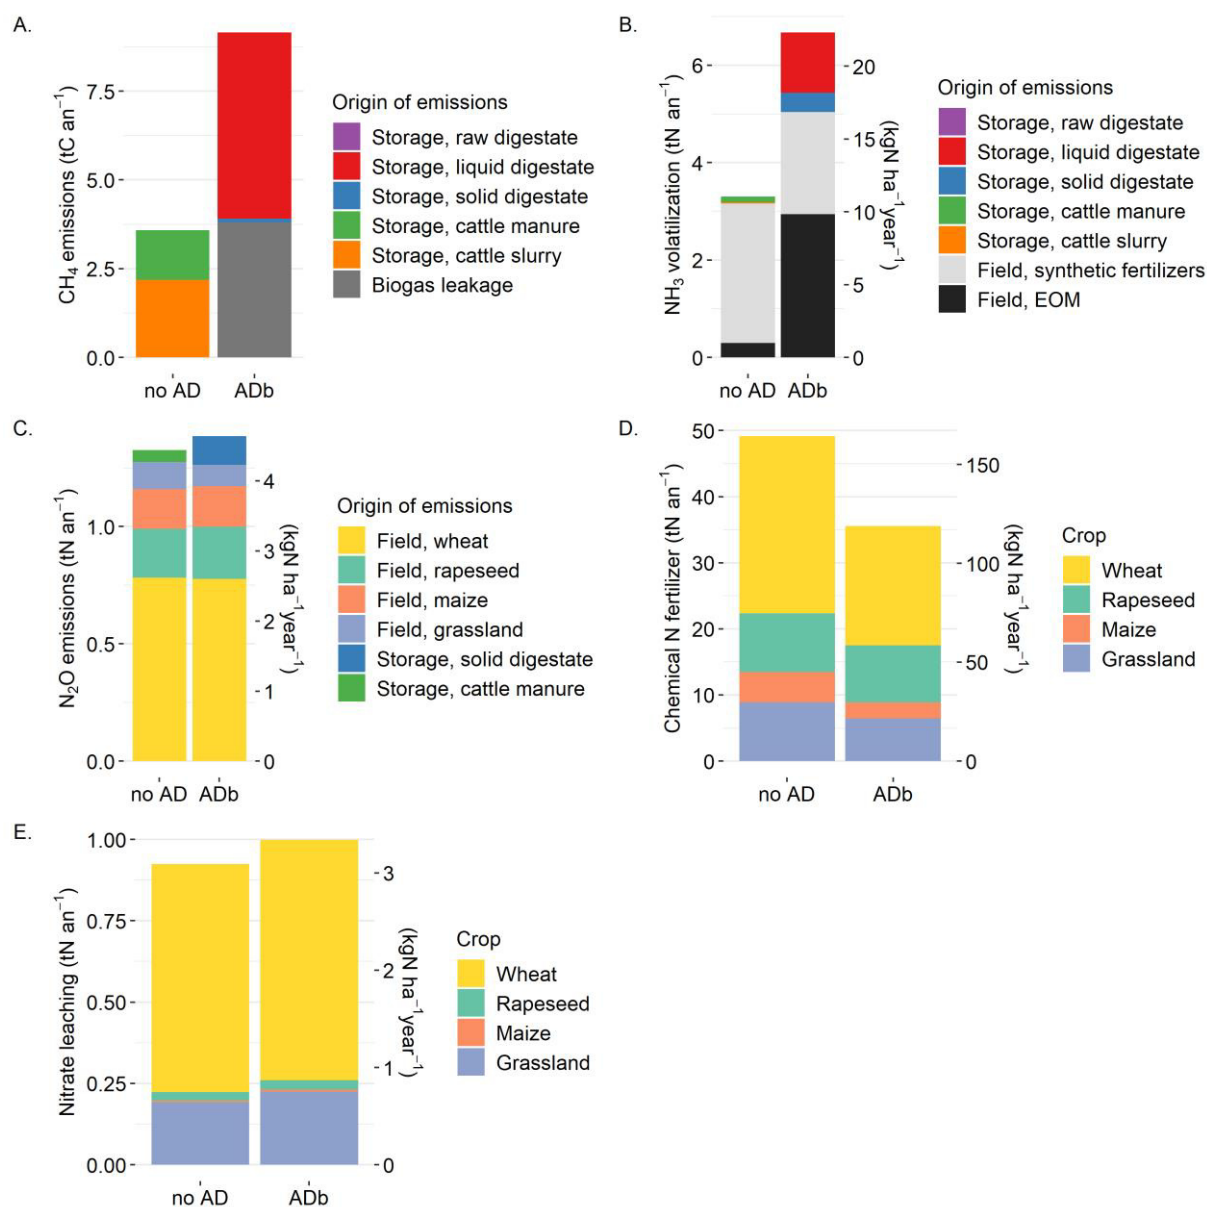 A.
CH₄ emissions (tC an⁻¹)
7.5
5.0
2.5
0.0
no AD
ADb
Origin of emissions
Storage, raw digestate
Storage, liquid digestate
Storage, solid digestate
Storage, cattle manure
Storage, cattle slurry
Biogas leakage
B.
NH₃ volatilization (tN an⁻¹)
6
4
2
0
no AD
ADb
20
15
10
5
0
(kgN ha⁻¹year⁻¹)
Origin of emissions
Storage, raw digestate
Storage, liquid digestate
Storage, solid digestate
Storage, cattle manure
Storage, cattle slurry
Field, synthetic fertilizers
Field, EOM
C.
N₂O emissions (tN an⁻¹)
1.0
0.5
0.0
no AD
ADb
4
3
2
1
0
(kgN ha⁻¹year⁻¹)
Origin of emissions
Field, wheat
Field, rapeseed
Field, maize
Field, grassland
Storage, solid digestate
Storage, cattle manure
D.
Chemical N fertilizer (tN an⁻¹)
50
40
30
20
10
0
no AD
ADb
150
100
50
0
(kgN ha⁻¹year⁻¹)
Crop
Wheat
Rapeseed
Maize
Grassland
E.
Nitrate leaching (tN an⁻¹)
1.00
0.75
0.50
0.25
0.00
no AD
ADb
3
2
1
0
(kgN ha⁻¹year⁻¹)
Crop
Wheat
Rapeseed
Maize
Grassland